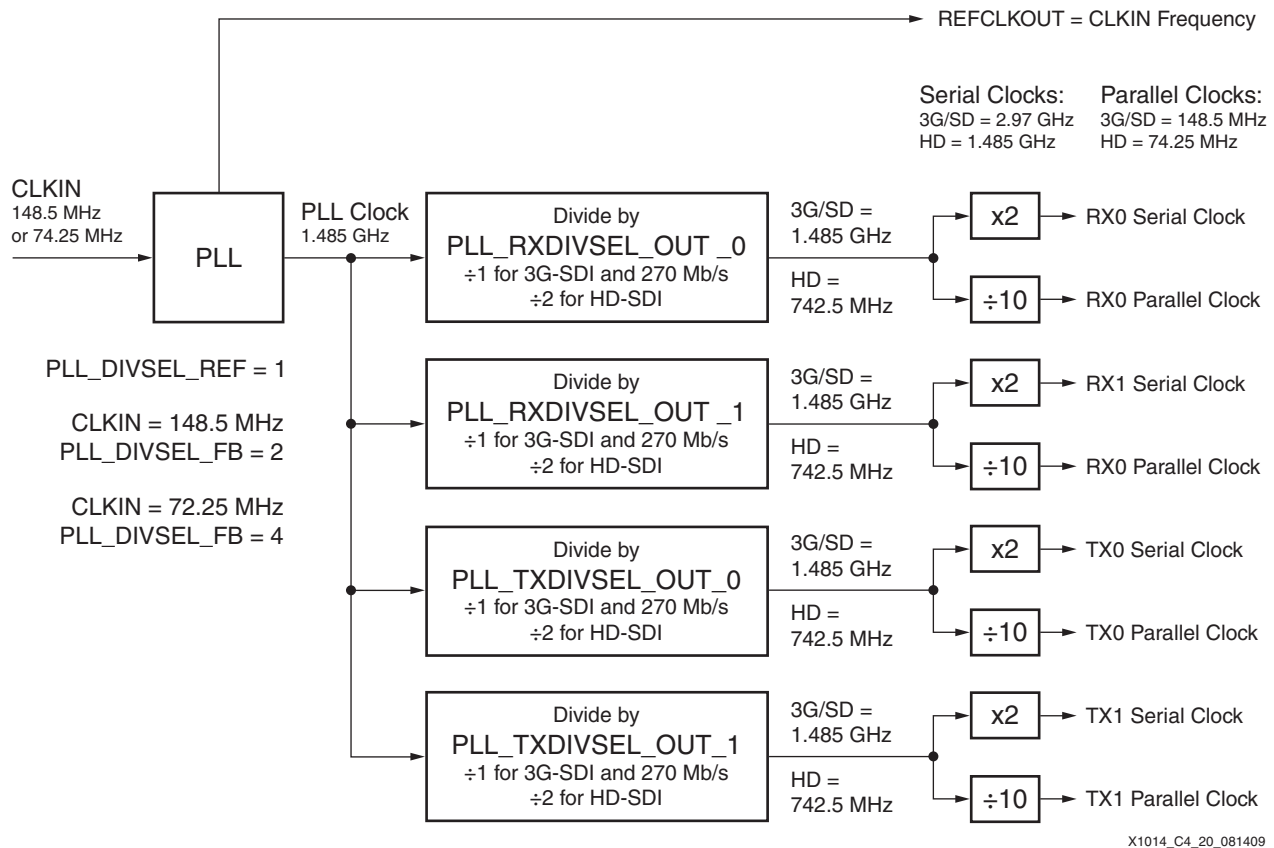 REFCLKOUT = CLKIN Frequency
Serial Clocks:
3G/SD = 2.97 GHz
HD = 1.485 GHz
Parallel Clocks:
3G/SD = 148.5 MHz
HD = 74.25 MHz
CLKIN
148.5 MHz
or 74.25 MHz
PLL
PLL Clock
1.485 GHz
Divide by
PLL_RXDIVSEL_OUT _0
÷1 for 3G-SDI and 270 Mb/s
÷2 for HD-SDI
3G/SD =
1.485 GHz
HD =
742.5 MHz
x2
RX0 Serial Clock
÷10
RX0 Parallel Clock
PLL_DIVSEL_REF = 1
CLKIN = 148.5 MHz
PLL_DIVSEL_FB = 2
CLKIN = 72.25 MHz
PLL_DIVSEL_FB = 4
Divide by
PLL_RXDIVSEL_OUT _1
÷1 for 3G-SDI and 270 Mb/s
÷2 for HD-SDI
3G/SD =
1.485 GHz
HD =
742.5 MHz
x2
RX1 Serial Clock
÷10
RX0 Parallel Clock
Divide by
PLL_TXDIVSEL_OUT_0
÷1 for 3G-SDI and 270 Mb/s
÷2 for HD-SDI
3G/SD =
1.485 GHz
HD =
742.5 MHz
x2
TX0 Serial Clock
÷10
TX0 Parallel Clock
Divide by
PLL_TXDIVSEL_OUT_1
÷1 for 3G-SDI and 270 Mb/s
÷2 for HD-SDI
3G/SD =
1.485 GHz
HD =
742.5 MHz
x2
TX1 Serial Clock
÷10
TX1 Parallel Clock
X1014_C4_20_081409